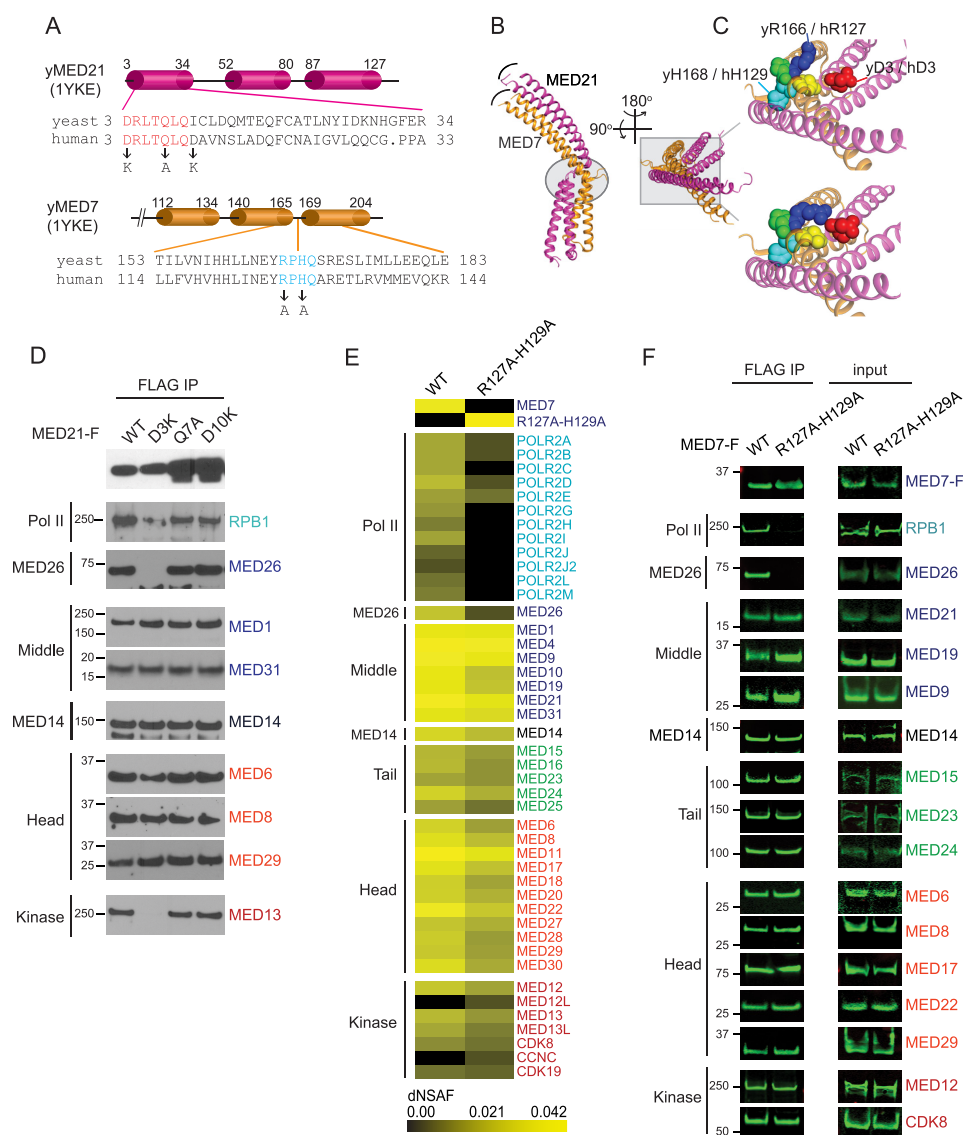 A
yMED21
(1YKE)
3 34 52 80 87 127
yeast 3 DRLTQLQICLDQMTEQFCATLNYIDKNHGFER 34
human 3 DRLTQLQDAVNSLADQFCNAIGVLQQCG.PPA 33
K A K
yMED7
(1YKE)
112 134 140 165 169 204
yeast 153 TILVNIHHLLNEYRPHQSRESLIMLLEEQLE 183
human 114 LLFVHVHHLINEYRPHQARETLRVMMEVQKR 144
A A
B
MED21
MED7
180o
90o
C
yR166 / hR127
yH168 / hH129
yD3 / hD3
D
FLAG IP
MED21-F
WT D3K Q7A D10K
Pol II 250 RPB1
MED26 75 MED26
Middle
250
150
MED1
20
15
MED31
MED14 150 MED14
Head
37
MED6
37
MED8
37
25
MED29
Kinase 250 MED13
E
WT R127A-H129A
MED7
R127A-H129A
Pol II
POLR2A
POLR2B
POLR2C
POLR2D
POLR2E
POLR2G
POLR2H
POLR2I
POLR2J
POLR2J2
POLR2L
POLR2M
MED26 MED26
Middle
MED1
MED4
MED9
MED10
MED19
MED21
MED31
MED14 MED14
Tail
MED15
MED16
MED23
MED24
MED25
Head
MED6
MED8
MED11
MED17
MED18
MED20
MED22
MED27
MED28
MED29
MED30
Kinase
MED12
MED12L
MED13
MED13L
CDK8
CCNC
CDK19
dNSAF
0.00 0.021 0.042
F
FLAG IP input
MED7-F
WT R127A-H129A WT R127A-H129A
37 MED7-F
Pol II 250 RPB1
MED26 75 MED26
Middle
15 MED21
37 MED19
25 MED9
MED14 150 MED14
Tail
100 MED15
150 MED23
100 MED24
Head
25 MED6
25 MED8
75 MED17
25 MED22
37 MED29
Kinase
250 MED12
50 CDK8